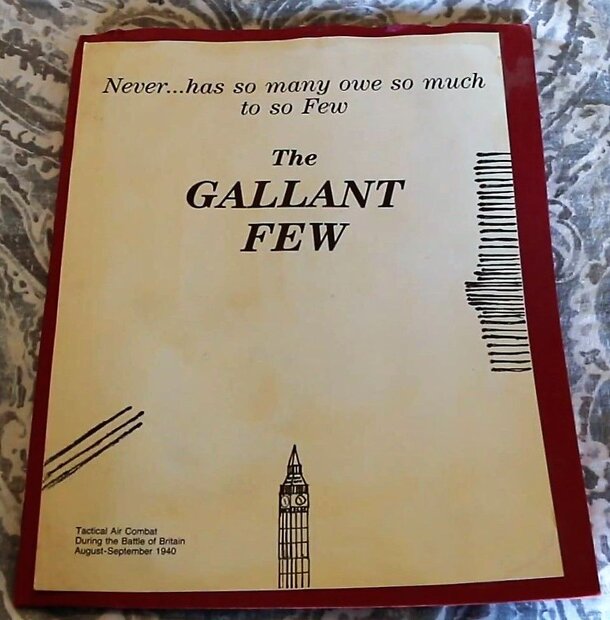 Never...has so many owe so much
to so Few
The
GALLANT
FEW
Tactical Air Combat
During the Battle of Britain
August-September 1940